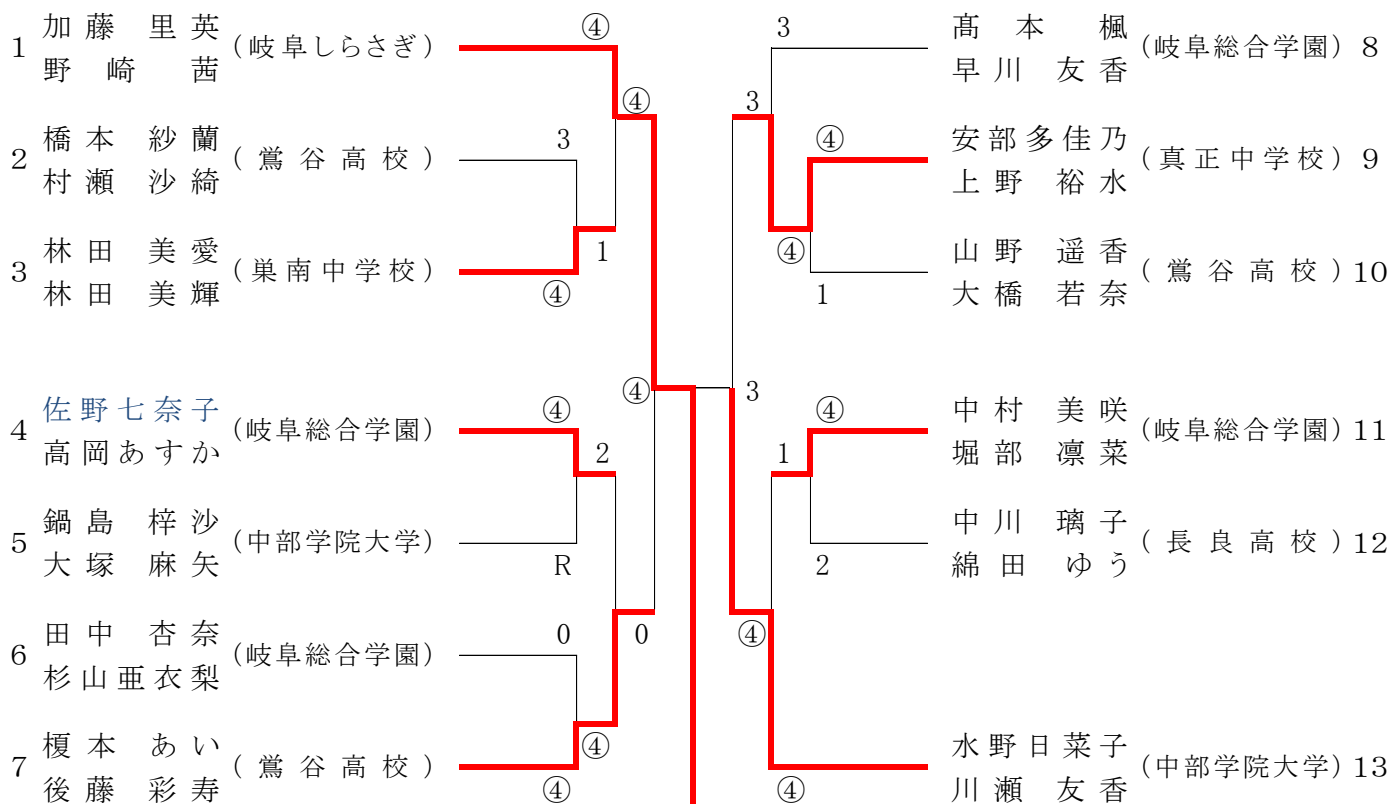 ④
3
1 加藤 里英 (岐阜しらさぎ)
野崎 茜
髙本 楓 (岐阜総合学園) 8
早川 友香
④
3
2 橋本 紗蘭 (鶯谷高校)
村瀬 沙綺
3
④
安部多佳乃 (真正中学校) 9
上野 裕水
3 林田 美愛 (巣南中学校)
林田 美輝
1
④
④
山野 遥香 (鶯谷高校) 10
大橋 若奈
1
④
3
4 佐野七奈子 (岐阜総合学園)
高岡あすか
④
2
④
1
中村 美咲 (岐阜総合学園) 11
堀部 凛菜
5 鍋島 梓沙 (中部学院大学)
大塚 麻矢
R
中川 璃子 (長良高校) 12
綿田 ゆう
2
6 田中 杏奈 (岐阜総合学園)
杉山亜衣梨
0
0
④
7 榎本 あい (鶯谷高校)
後藤 彩寿
④
④
水野日菜子 (中部学院大学) 13
川瀬 友香
④